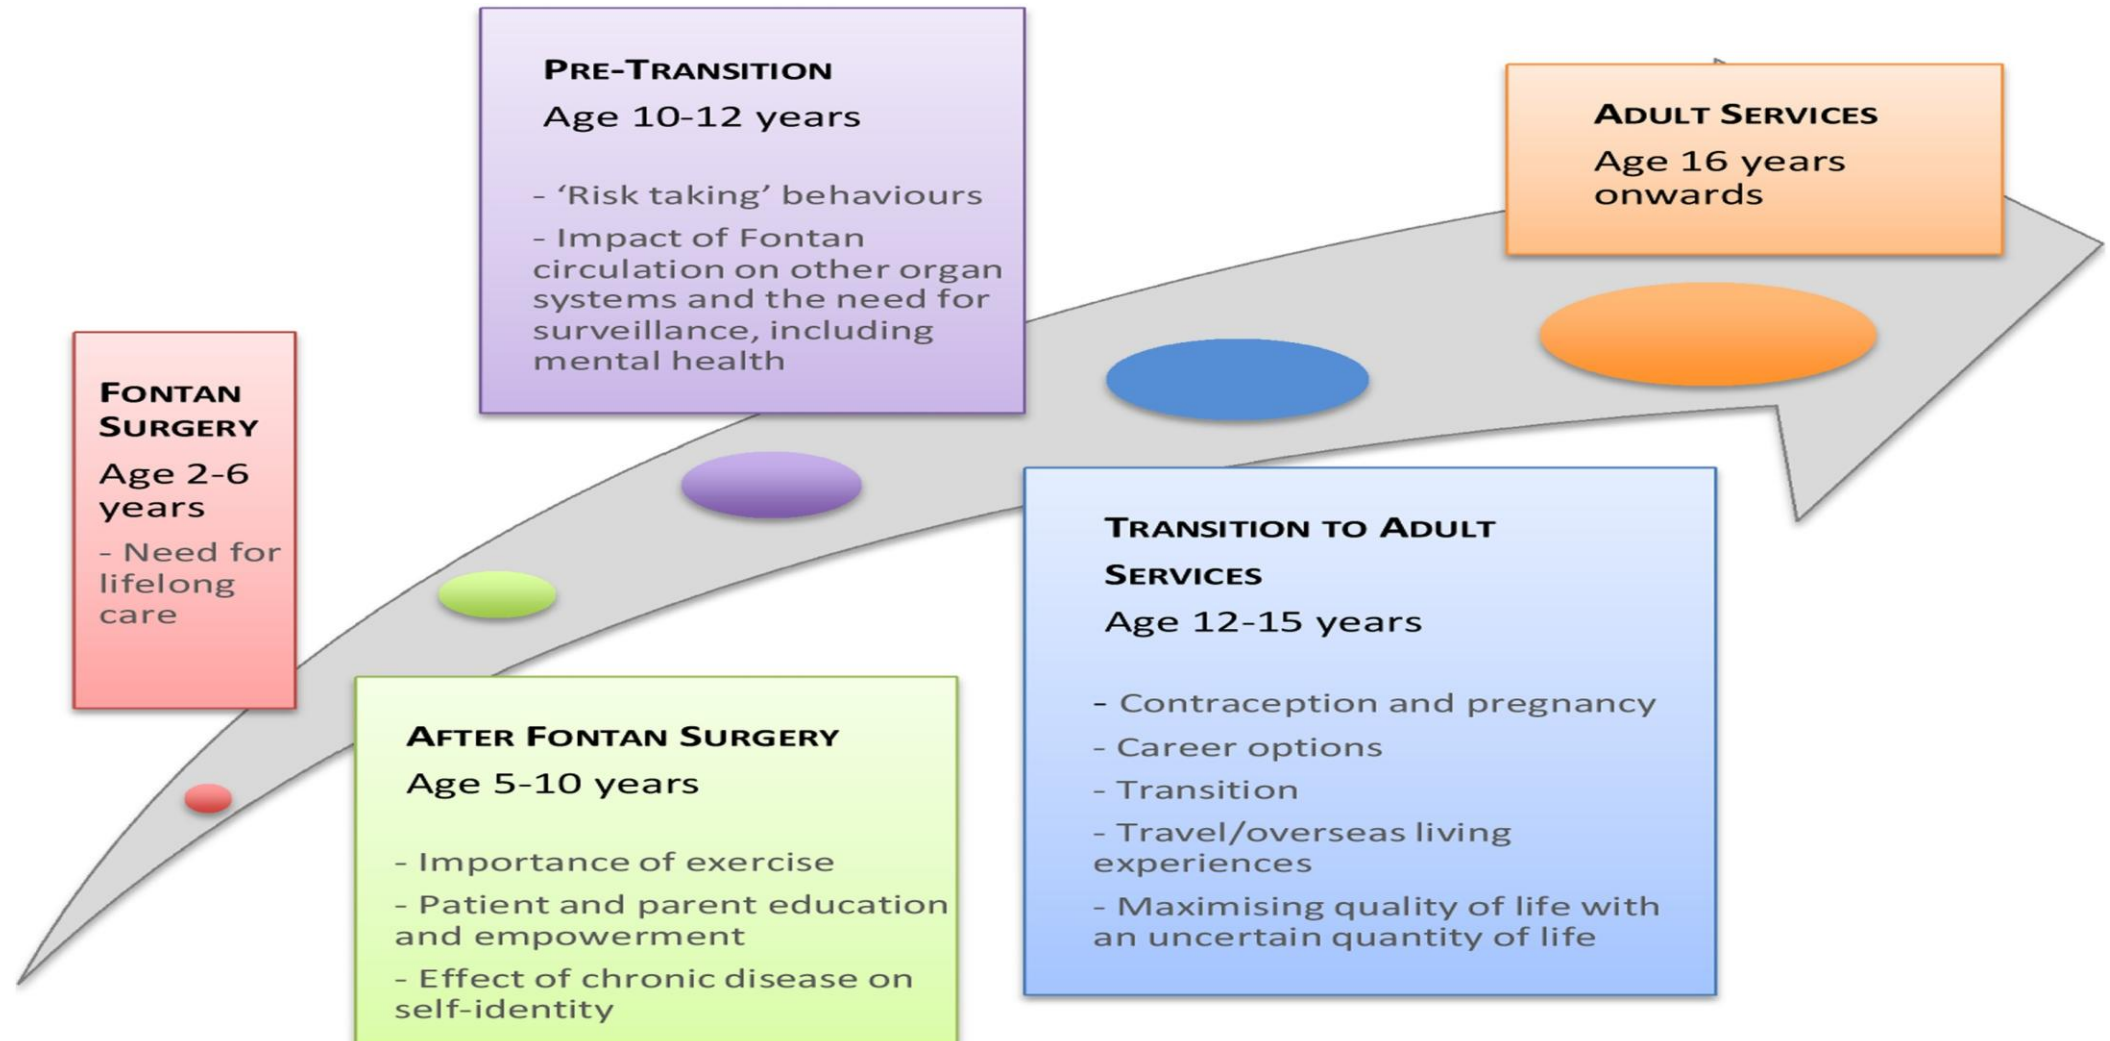 FONTAN
SURGERY
Age 2-6
years
- Need for
lifelong
care
AFTER FONTAN SURGERY
Age 5-10 years
- Importance of exercise
- Patient and parent education
and empowerment
- Effect of chronic disease on
self-identity
PRE-TRANSITION
Age 10-12 years
- ‘Risk taking’ behaviours
- Impact of Fontan
circulation on other organ
systems and the need for
surveillance, including
mental health
TRANSITION TO ADULT
SERVICES
Age 12-15 years
- Contraception and pregnancy
- Career options
- Transition
- Travel/overseas living
experiences
- Maximising quality of life with
an uncertain quantity of life
ADULT SERVICES
Age 16 years
onwards